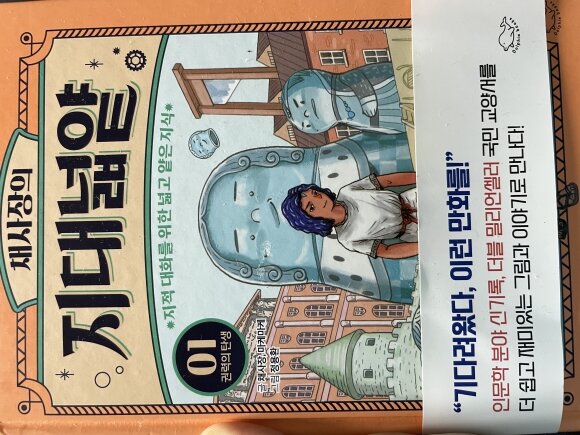 채사장의
지대넓얕
*지적 대화를 위한 넓고 얕은 지식*
01
권력의 탄생
글 채사장, 마케마케
그림 정용환
"기다려왔다, 이런 만화를!"
인문학 분야 신기록, 더블 밀리언셀러 국민 교양서를
더 쉽고 재미있는 그림과 이야기로 만나다!